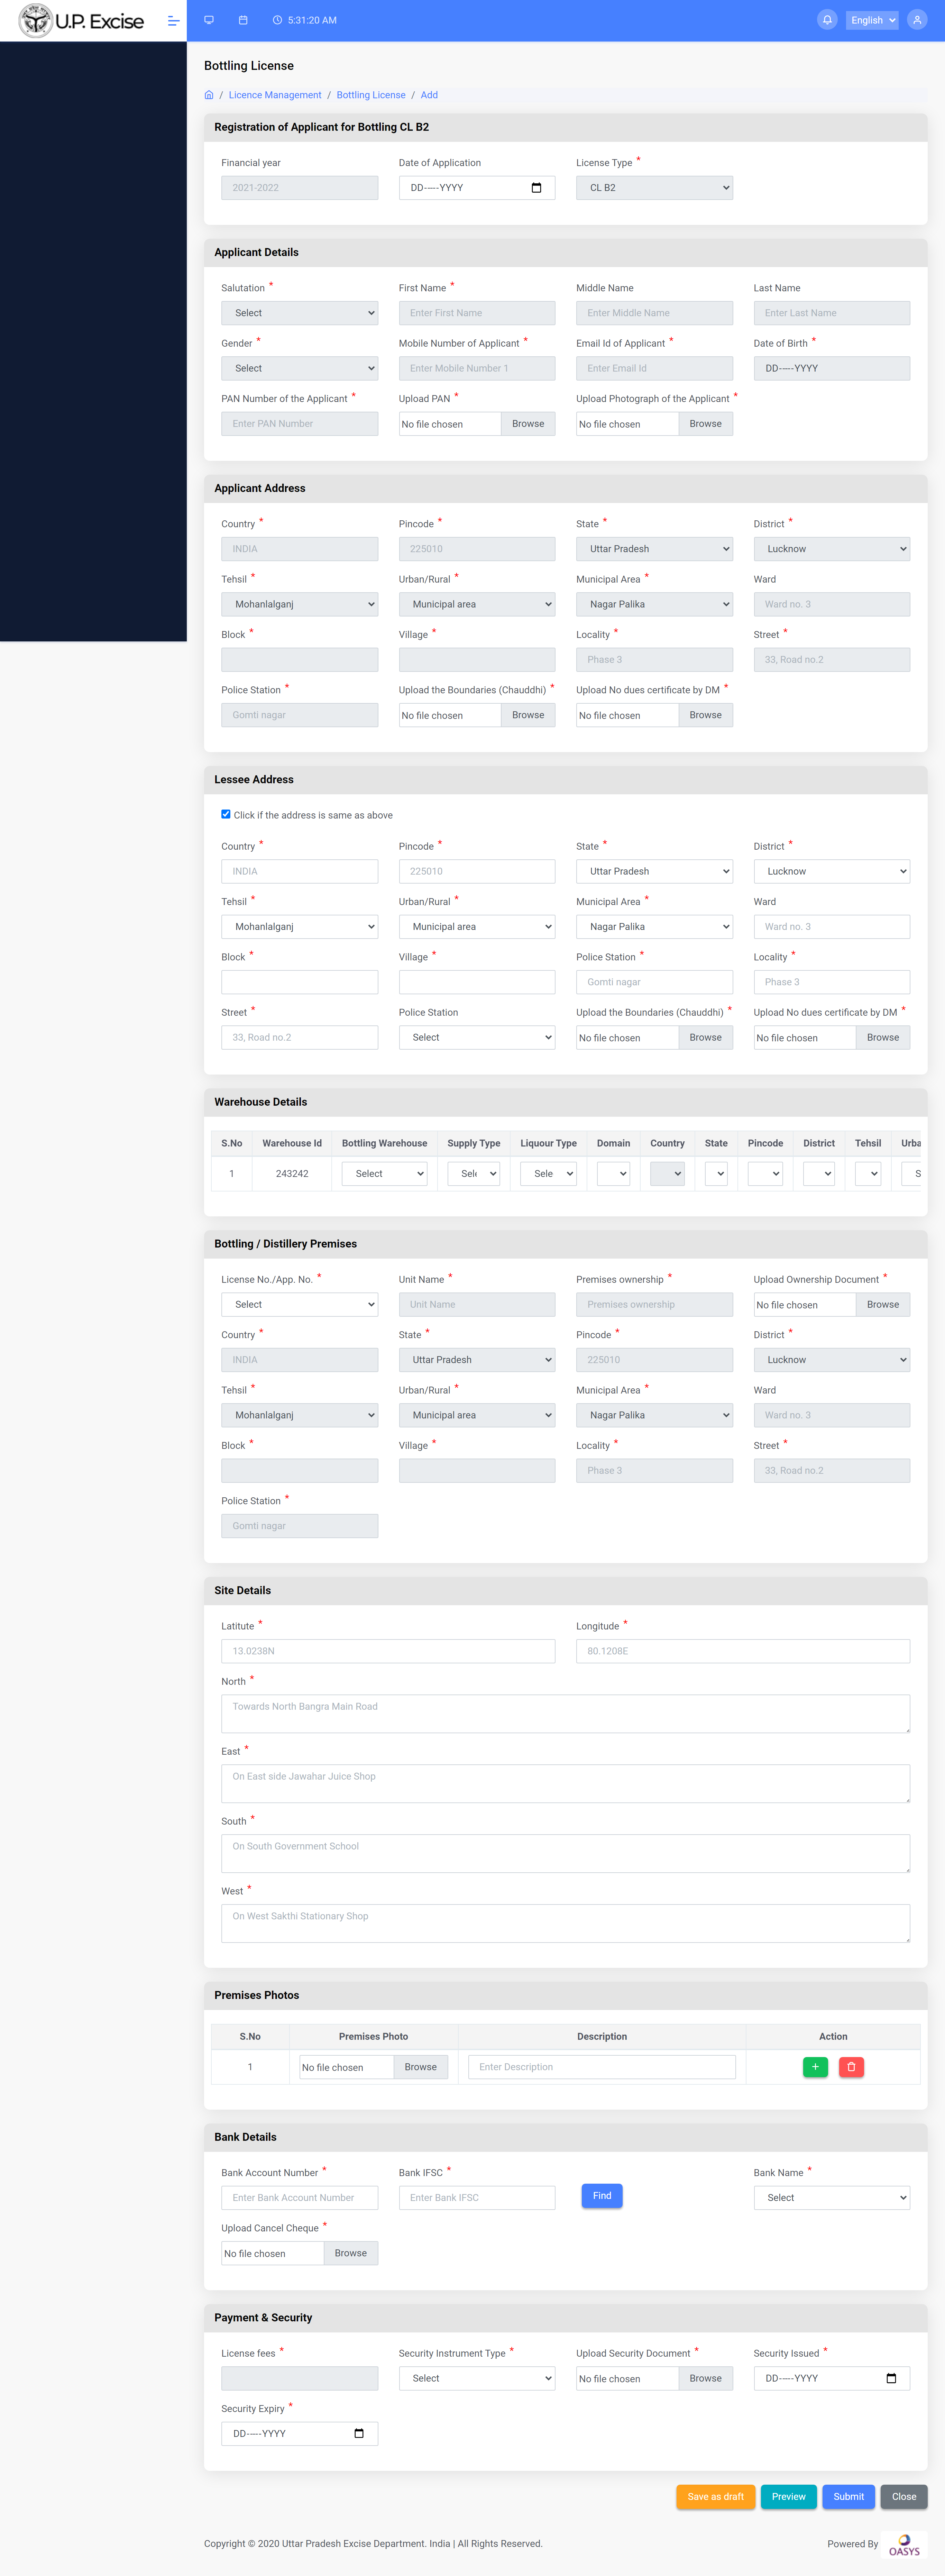 U.P. Excise
5:31:20 AM
English
Bottling License
/ Licence Management / Bottling License / Add
Registration of Applicant for Bottling CL B2
Financial year
Date of Application
License Type *
2021-2022
DD----YYYY
CL B2
Applicant Details
Salutation *
First Name *
Middle Name
Last Name
Select
Enter First Name
Enter Middle Name
Enter Last Name
Gender *
Mobile Number of Applicant *
Email Id of Applicant *
Date of Birth *
Select
Enter Mobile Number 1
Enter Email Id
DD----YYYY
PAN Number of the Applicant *
Upload PAN *
Upload Photograph of the Applicant *
Enter PAN Number
No file chosen Browse
No file chosen Browse
Applicant Address
Country *
Pincode *
State *
District *
INDIA
225010
Uttar Pradesh
Lucknow
Tehsil *
Urban/Rural *
Municipal Area *
Ward
Mohanlalganj
Municipal area
Nagar Palika
Ward no. 3
Block *
Village *
Locality *
Street *
Phase 3
33, Road no.2
Police Station *
Upload the Boundaries (Chauddhi) *
Upload No dues certificate by DM *
Gomti nagar
No file chosen Browse
No file chosen Browse
Lessee Address
Click if the address is same as above
Country *
Pincode *
State *
District *
INDIA
225010
Uttar Pradesh
Lucknow
Tehsil *
Urban/Rural *
Municipal Area *
Ward
Mohanlalganj
Municipal area
Nagar Palika
Ward no. 3
Block *
Village *
Police Station *
Locality *
Gomti nagar
Phase 3
Street *
Police Station
Upload the Boundaries (Chauddhi) *
Upload No dues certificate by DM *
33, Road no.2
Select
No file chosen Browse
No file chosen Browse
Warehouse Details
S.No Warehouse Id Bottling Warehouse Supply Type Liquour Type Domain Country State Pincode District Tehsil Urba
1 243242 Select Sele Sele S
Bottling / Distillery Premises
License No./App. No. *
Unit Name *
Premises ownership *
Upload Ownership Document *
Select
Unit Name
Premises ownership
No file chosen Browse
Country *
State *
Pincode *
District *
INDIA
Uttar Pradesh
225010
Lucknow
Tehsil *
Urban/Rural *
Municipal Area *
Ward
Mohanlalganj
Municipal area
Nagar Palika
Ward no. 3
Block *
Village *
Locality *
Street *
Phase 3
33, Road no.2
Police Station *
Gomti nagar
Site Details
Latitute *
Longitude *
13.0238N
80.1208E
North *
Towards North Bangra Main Road
East *
On East side Jawahar Juice Shop
South *
On South Government School
West *
On West Sakthi Stationary Shop
Premises Photos
S.No Premises Photo Description Action
1 No file chosen Browse Enter Description +
Bank Details
Bank Account Number *
Bank IFSC *
Bank Name *
Enter Bank Account Number
Enter Bank IFSC
Find
Select
Upload Cancel Cheque *
No file chosen Browse
Payment & Security
License fees *
Security Instrument Type *
Upload Security Document *
Security Issued *
Select
No file chosen Browse
DD----YYYY
Security Expiry *
DD----YYYY
Save as draft Preview Submit Close
Copyright © 2020 Uttar Pradesh Excise Department. India | All Rights Reserved.
Powered By OASYS